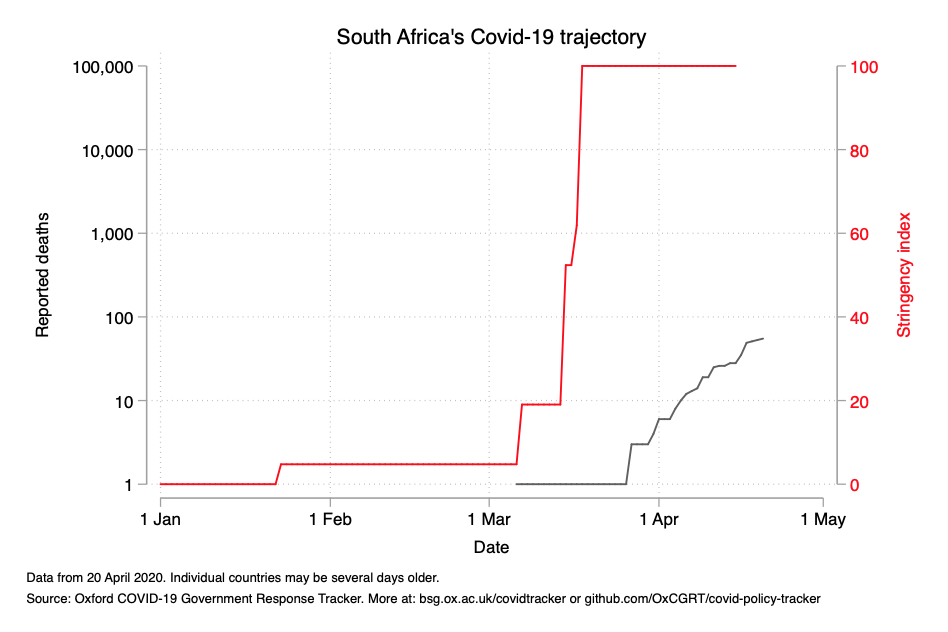 South Africa's Covid-19 trajectory
100,000
10,000
1,000
100
10
1
Reported deaths
100
80
60
40
20
0
Stringency index
1 Jan
1 Feb
1 Mar
1 Apr
1 May
Date
Data from 20 April 2020. Individual countries may be several days older.
Source: Oxford COVID-19 Government Response Tracker. More at: bsg.ox.ac.uk/covidtracker or github.com/OxCGRT/covid-policy-tracker